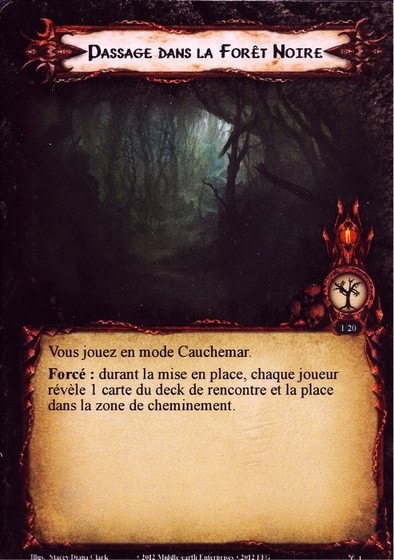 Passage dans la Forêt Noire
1/20
Vous jouez en mode Cauchemar.
Forcé : durant la mise en place, chaque joueur
révèle 1 carte du deck de rencontre et la place
dans la zone de cheminement.
Illus. Stacey Diana Clark • 2012 Middle-earth Enterprises • 2012 FFG